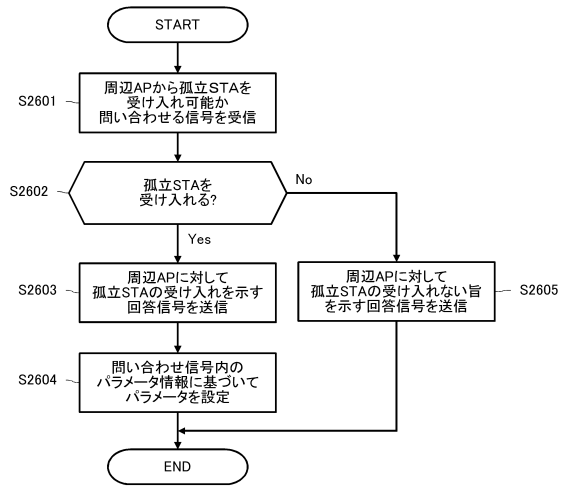 START
S2601
周辺APから孤立STAを
受け入れ可能か
問い合わせる信号を受信
S2602
孤立STAを
受け入れる?
No
Yes
S2603
周辺APに対して
孤立STAの受け入れを示す
回答信号を送信
周辺APに対して
孤立STAの受け入れない旨
を示す回答信号を送信
S2605
S2604
問い合わせ信号内の
パラメータ情報に基づいて
パラメータを設定
END